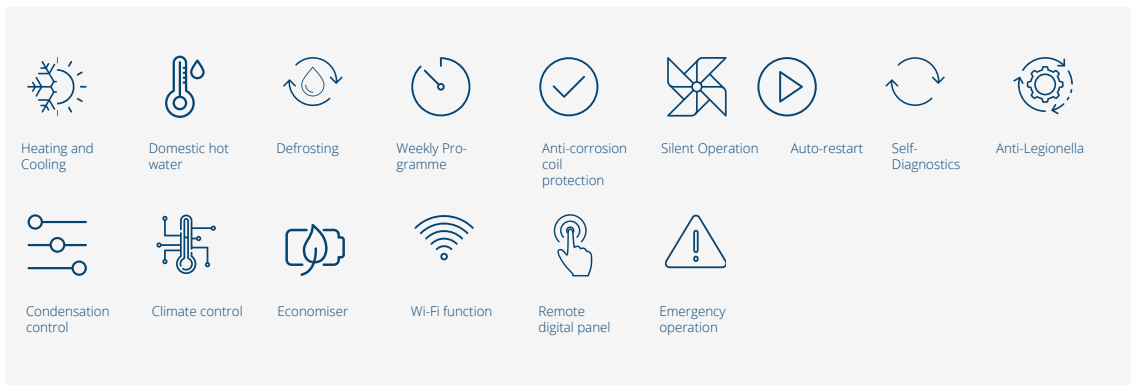 Heating and
Cooling
Domestic hot
water
Defrosting
Weekly Pro-
gramme
Anti-corrosion
coil
protection
Silent Operation
Auto-restart
Self-
Diagnostics
Anti-Legionella
Condensation
control
Climate control
Economiser
Wi-Fi function
Remote
digital panel
Emergency
operation